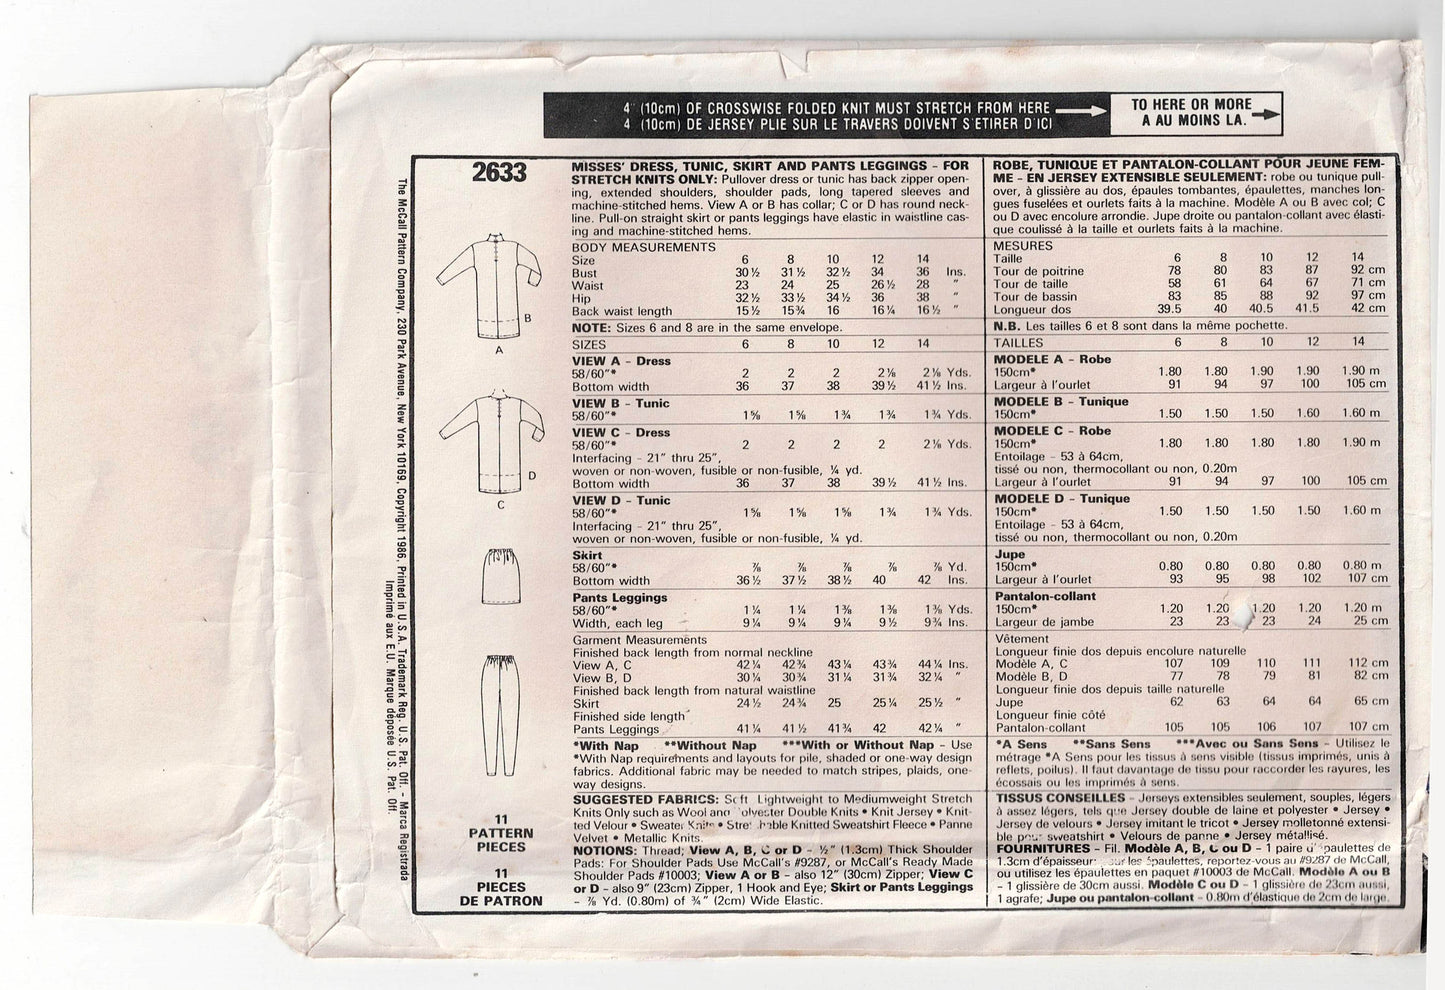 4" (10cm) OF CROSSWISE FOLDED KNIT MUST STRETCH FROM HERE
4 (10cm) DE JERSEY PLIE SUR LE TRAVERS DOIVENT S'ETIRER D'ICI
TO HERE OR MORE
A AU MOINS LA.
The McCall Pattern Company, 230 Park Avenue, New York 10169, Copyright 1986, Printed in U.S.A. Trademark Reg. U.S. Pat. Off. - Marca Registrada
Imprimé aux E.U. Marque déposée U.S. Pat. Off.
2633
B
A
D
C
11
PATTERN
PIECES
11
PIECES
DE PATRON
MISSES' DRESS, TUNIC, SKIRT AND PANTS LEGGINGS - FOR
STRETCH KNITS ONLY: Pullover dress or tunic has back zipper open-
ing, extended shoulders, shoulder pads, long tapered sleeves and
machine-stitched hems. View A or B has collar; C or D has round neck-
line. Pull-on straight skirt or pants leggings have elastic in waistline cas-
ing and machine-stitched hems.
BODY MEASUREMENTS
Size 6 8 10 12 14
Bust 30½ 31½ 32½ 34 36 Ins.
Waist 23 24 25 26½ 28 "
Hip 32½ 33½ 34½ 36 38 "
Back waist length 15½ 15¾ 16 16¼ 16½ "
NOTE: Sizes 6 and 8 are in the same envelope.
SIZES 6 8 10 12 14
VIEW A - Dress
58/60"* 2 2 2 2⅛ 2⅛ Yds.
Bottom width 36 37 38 39½ 41½ Ins.
VIEW B - Tunic
58/60"* 1⅝ 1⅝ 1¾ 1¾ 1¾ Yds.
VIEW C - Dress
58/60"* 2 2 2 2 2⅛ Yds.
Interfacing - 21" thru 25",
woven or non-woven, fusible or non-fusible, ¼ yd.
Bottom width 36 37 38 39½ 41½ Ins.
VIEW D - Tunic
58/60"* 1⅝ 1⅝ 1⅝ 1¾ 1¾ Yds.
Interfacing - 21" thru 25",
woven or non-woven, fusible or non-fusible, ¼ yd.
Skirt
58/60"* ⅞ ⅞ ⅞ ⅞ ⅞ Yd.
Bottom width 36½ 37½ 38½ 40 42 Ins.
Pants Leggings
58/60"* 1¼ 1¼ 1⅜ 1⅜ 1⅜ Yds.
Width, each leg 9¼ 9¼ 9¼ 9½ 9¾ Ins.
Garment Measurements
Finished back length from normal neckline
View A, C 42¼ 42¾ 43¼ 43¾ 44¼ Ins.
View B, D 30¼ 30¾ 31¼ 31¾ 32¼ "
Finished back length from natural waistline
Skirt 24½ 24¾ 25 25¼ 25½ "
Finished side length
Pants Leggings 41¼ 41½ 41¾ 42 42¼ "
*With Nap **Without Nap ***With or Without Nap - Use
*With Nap requirements and layouts for pile, shaded or one-way design
fabrics. Additional fabric may be needed to match stripes, plaids, one-
way designs.
SUGGESTED FABRICS: Soft Lightweight to Mediumweight Stretch
Knits Only such as Wool and Polyester Double Knits • Knit Jersey • Knit-
ted Velour • Sweater Knits • Stretchable Knitted Sweatshirt Fleece • Panne
Velvet • Metallic Knits.
NOTIONS: Thread; View A, B, C or D - ½" (1.3cm) Thick Shoulder
Pads: For Shoulder Pads Use McCall's #9287, or McCall's Ready Made
Shoulder Pads #10003; View A or B - also 12" (30cm) Zipper; View C
or D - also 9" (23cm) Zipper, 1 Hook and Eye; Skirt or Pants Leggings
- ⅞ Yd. (0.80m) of ¾" (2cm) Wide Elastic.
ROBE, TUNIQUE ET PANTALON-COLLANT POUR JEUNE FEM-
ME - EN JERSEY EXTENSIBLE SEULEMENT: robe ou tunique pull-
over, à glissière au dos, épaules tombantes, épaulettes, manches lon-
gues fuselées et ourlets faits à la machine. Modèle A ou B avec col; C
ou D avec encolure arrondie. Jupe droite ou pantalon-collant avec élasti-
que coulissé à la taille et ourlets faits à la machine.
MESURES
Taille 6 8 10 12 14
Tour de poitrine 78 80 83 87 92 cm
Tour de taille 58 61 64 67 71 cm
Tour de bassin 83 85 88 92 97 cm
Longueur dos 39.5 40 40.5 41.5 42 cm
N.B. Les tailles 6 et 8 sont dans la même pochette.
TAILLES 6 8 10 12 14
MODELE A - Robe
150cm* 1.80 1.80 1.90 1.90 1.90 m
Largeur à l'ourlet 91 94 97 100 105 cm
MODELE B - Tunique
150cm* 1.50 1.50 1.50 1.60 1.60 m
MODELE C - Robe
150cm* 1.80 1.80 1.80 1.80 1.90 m
Entoilage - 53 à 64cm,
tissé ou non, thermocollant ou non, 0.20m
Largeur à l'ourlet 91 94 97 100 105 cm
MODELE D - Tunique
150cm* 1.50 1.50 1.50 1.50 1.60 m
Entoilage - 53 à 64cm,
tissé ou non, thermocollant ou non, 0.20m
Jupe
150cm* 0.80 0.80 0.80 0.80 0.80 m
Largeur à l'ourlet 93 95 98 102 107 cm
Pantalon-collant
150cm* 1.20 1.20 1.20 1.20 1.20 m
Largeur de jambe 23 23 23 24 25 cm
Vêtement
Longueur finie dos depuis encolure naturelle
Modèle A, C 107 109 110 111 112 cm
Modèle B, D 77 78 79 81 82 cm
Longueur finie dos depuis taille naturelle
Jupe 62 63 64 64 65 cm
Longueur finie côté
Pantalon-collant 105 105 106 107 107 cm
*A Sens **Sans Sens ***Avec ou Sans Sens - Utilisez le
métrage *A Sens pour les tissus à sens visible (tissus imprimés, unis à
reflets, poilus). Il faut davantage de tissu pour raccorder les rayures, les
écossais ou les imprimés à sens.
TISSUS CONSEILLES - Jerseys extensibles seulement, souples, légers
à assez légers, tels que Jersey double de laine et polyester • Jersey •
Jersey de velours • Jersey imitant le tricot • Jersey molletonné extensi-
ble pour sweatshirt • Velours de panne • Jersey métallisé.
FOURNITURES - Fil. Modèle A, B, C ou D - 1 paire d'épaulettes de
1.3cm d'épaisseur: pour les épaulettes, reportez-vous au #9287 de McCall,
ou utilisez les épaulettes en paquet #10003 de McCall. Modèle A ou B
- 1 glissière de 30cm aussi. Modèle C ou D - 1 glissière de 23cm aussi,
1 agrafe; Jupe ou pantalon-collant - 0.80m d'élastique de 2cm de large.